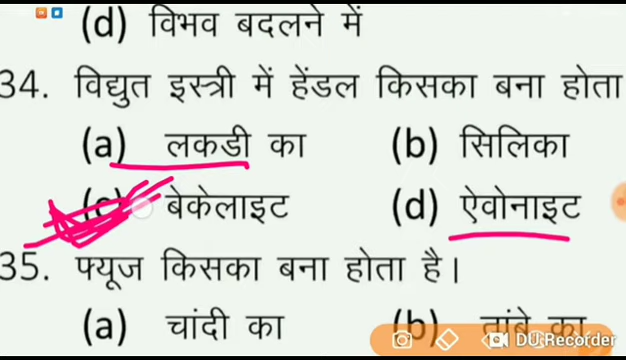 (d) विभव बदलने में
34. विद्युत इस्त्री में हेंडल किसका बना होता
(a) लकडी का (b) सिलिका
(c) बेकेलाइट (d) ऐवोनाइट
35. फ्यूज किसका बना होता है।
(a) चांदी का (b) तांबे का
DU Recorder